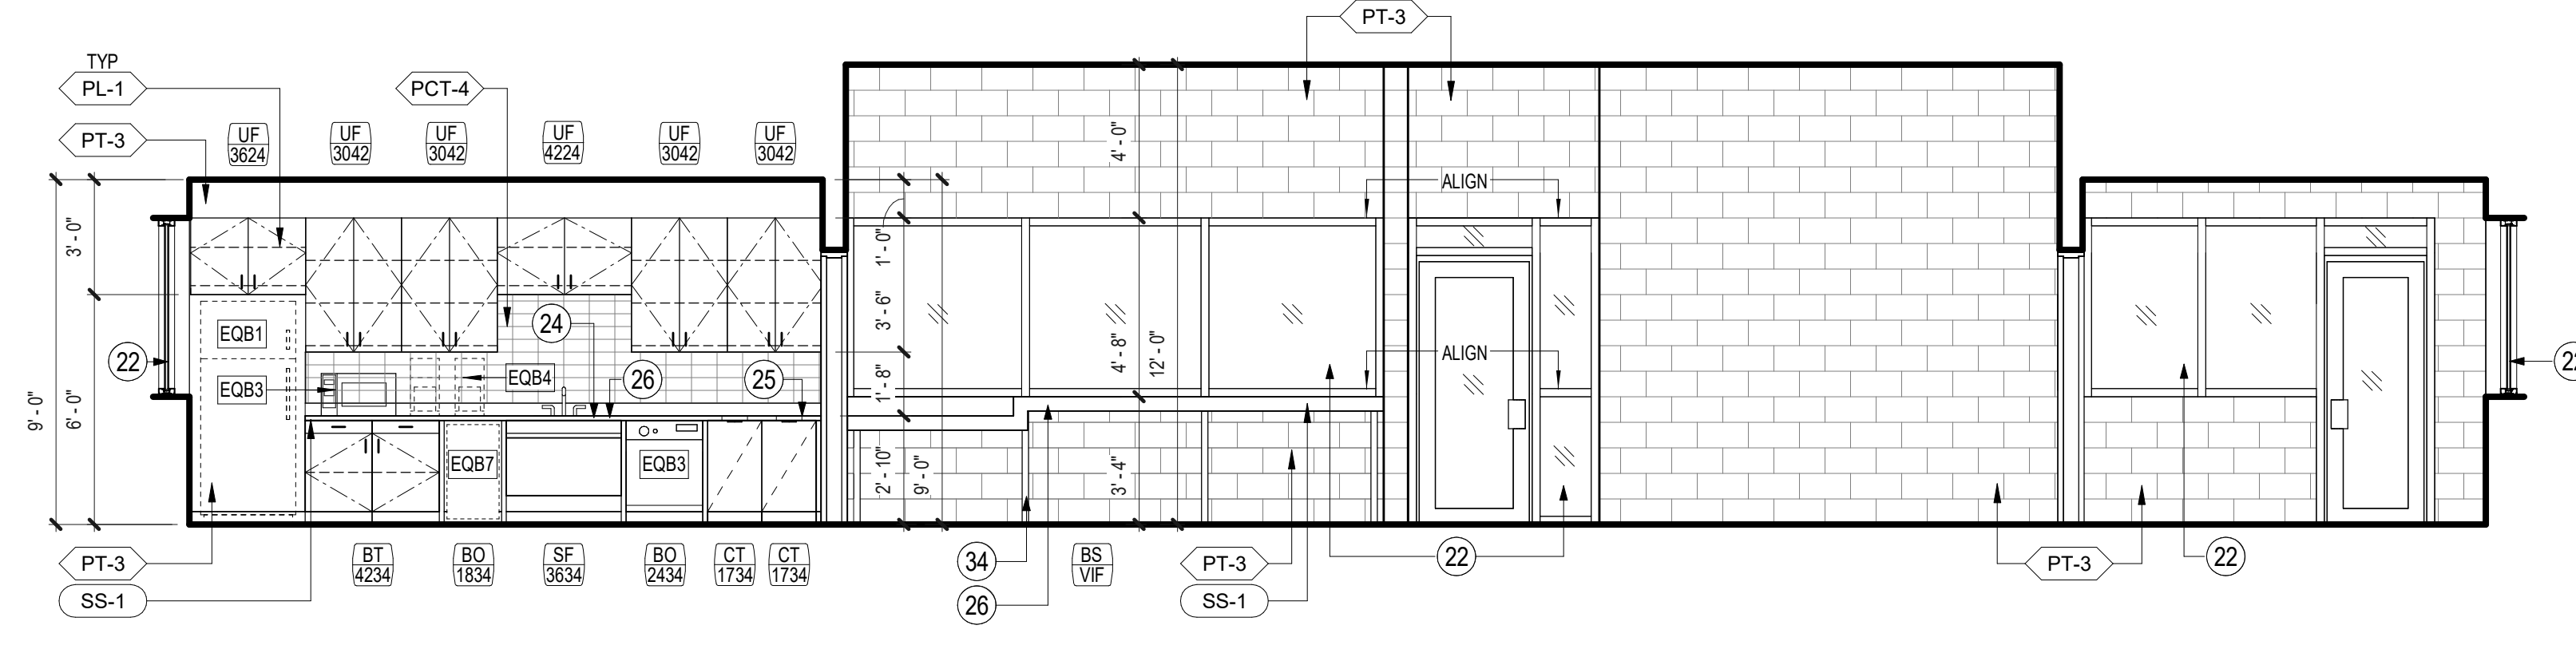 PT-3
TYP
PL-1
PCT-4
PT-3
UF
3624
UF
3042
UF
3042
UF
4224
UF
3042
UF
3042
4' - 0"
ALIGN
ALIGN
3' - 0"
6' - 0"
9' - 0"
1' - 0"
3' - 6"
1' - 8"
2' - 10"
9' - 0"
4' - 8"
12' - 0"
3' - 4"
22
EQB1
EQB3
24
EQB4
26
25
EQB7
EQB3
PT-3
SS-1
BT
4234
BO
1834
SF
3634
BO
2434
CT
1734
CT
1734
34
26
BS
VIF
PT-3
SS-1
22
PT-3
22